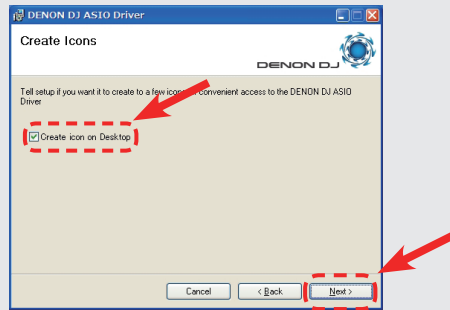 DENON DJ ASIO Driver
Create Icons
DENON DJ
Tell setup if you want it to create to a few convenient access to the DENON DJ ASIO
Driver
Create icon on Desktop
Cancel
< Back
Next >